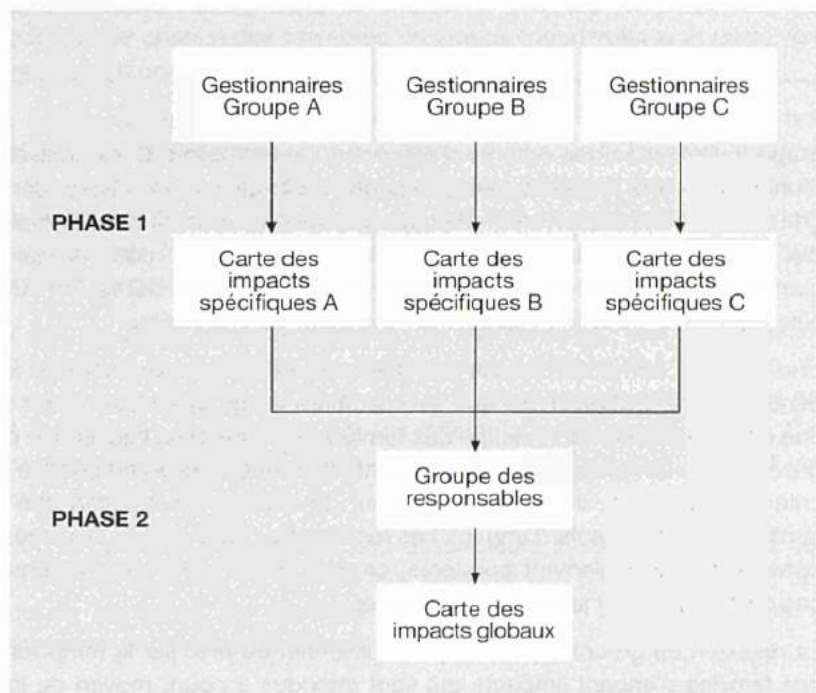 Gestionnaires
Groupe A
Gestionnaires
Groupe B
Gestionnaires
Groupe C
PHASE 1
Carte des
impacts
spécifiques A
Carte des
impacts
spécifiques B
Carte des
impacts
spécifiques C
Groupe des
responsables
PHASE 2
Carte des
impacts globaux